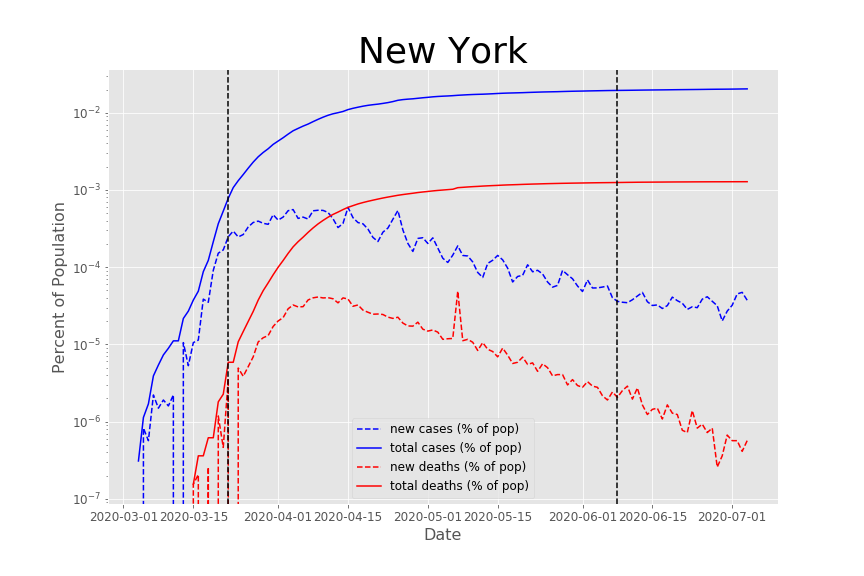 New York
Percent of Population
10⁻²
10⁻³
10⁻⁴
10⁻⁵
10⁻⁶
10⁻⁷
new cases (% of pop)
total cases (% of pop)
new deaths (% of pop)
total deaths (% of pop)
2020-03-01 2020-03-15 2020-04-01 2020-04-15 2020-05-01 2020-05-15 2020-06-01 2020-06-15 2020-07-01
Date